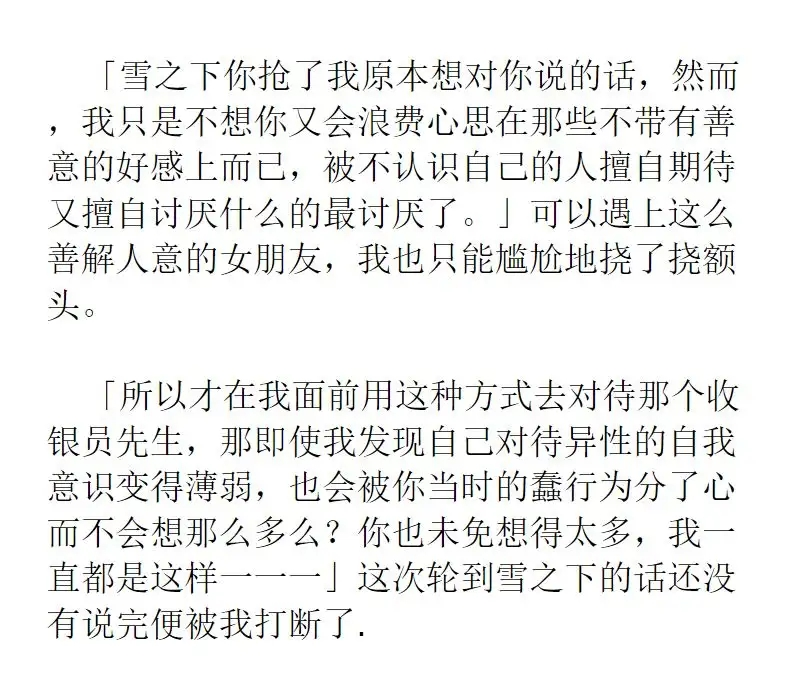 「雪之下你抢了我原本想对你说的话，然而
，我只是不想你又会浪费心思在那些不带有善
意的好感上而已，被不认识自己的人擅自期待
又擅自讨厌什么的最讨厌了。」可以遇上这么
善解人意的女朋友，我也只能尴尬地挠了挠额
头。
「所以才在我面前用这种方式去对待那个收
银员先生，那即使我发现自己对待异性的自我
意识变得薄弱，也会被你当时的蠢行为分了心
而不会想那么多么？你也未免想得太多，我一
直都是这样一一一」这次轮到雪之下的话还没
有说完便被我打断了.